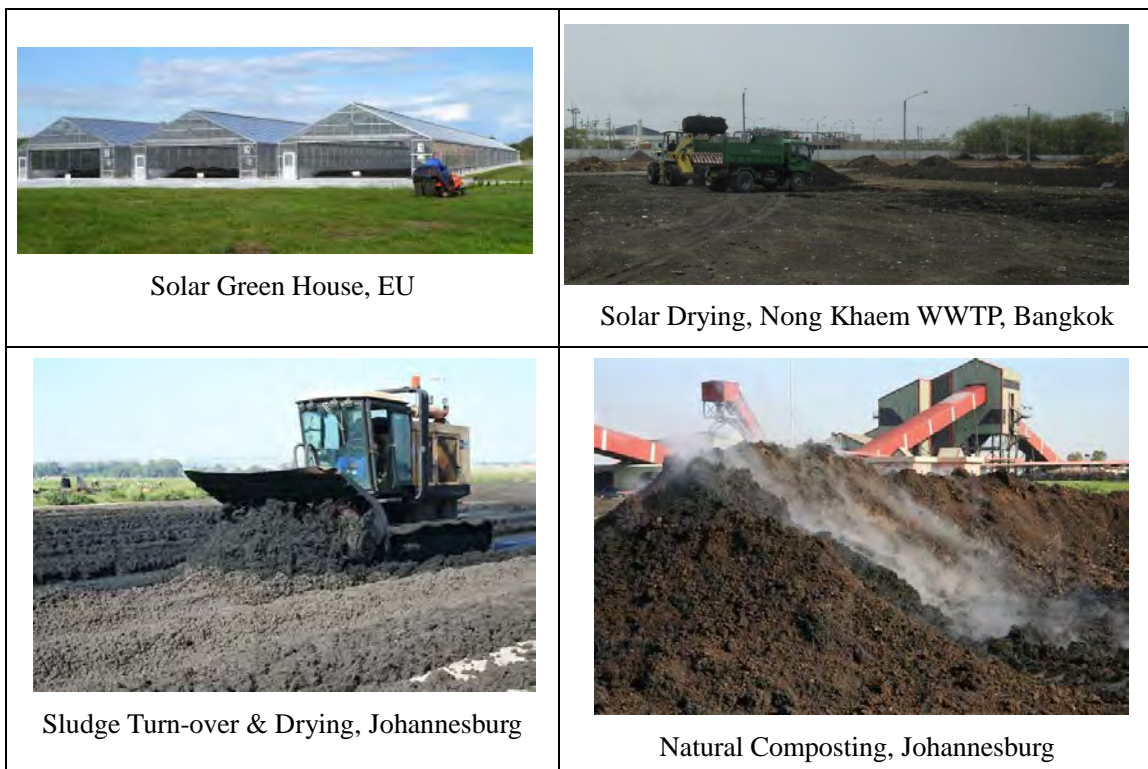 Solar Green House, EU
Solar Drying, Nong Khaem WWTP, Bangkok
Sludge Turn-over & Drying, Johannesburg
Natural Composting, Johannesburg